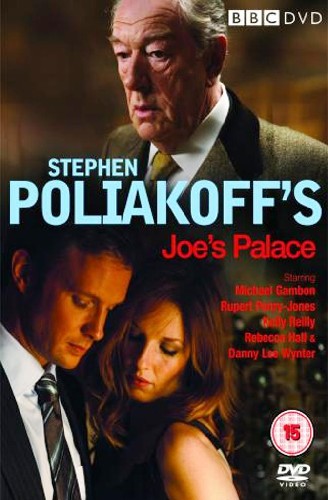 BBC DVD
STEPHEN
POLIAKOFF'S
Joe's Palace
Starring
Michael Gambon
Rupert Penry-Jones
Kelly Reilly
Rebecca Hall &
Danny Lee Wynter
15
DVD
VIDEO